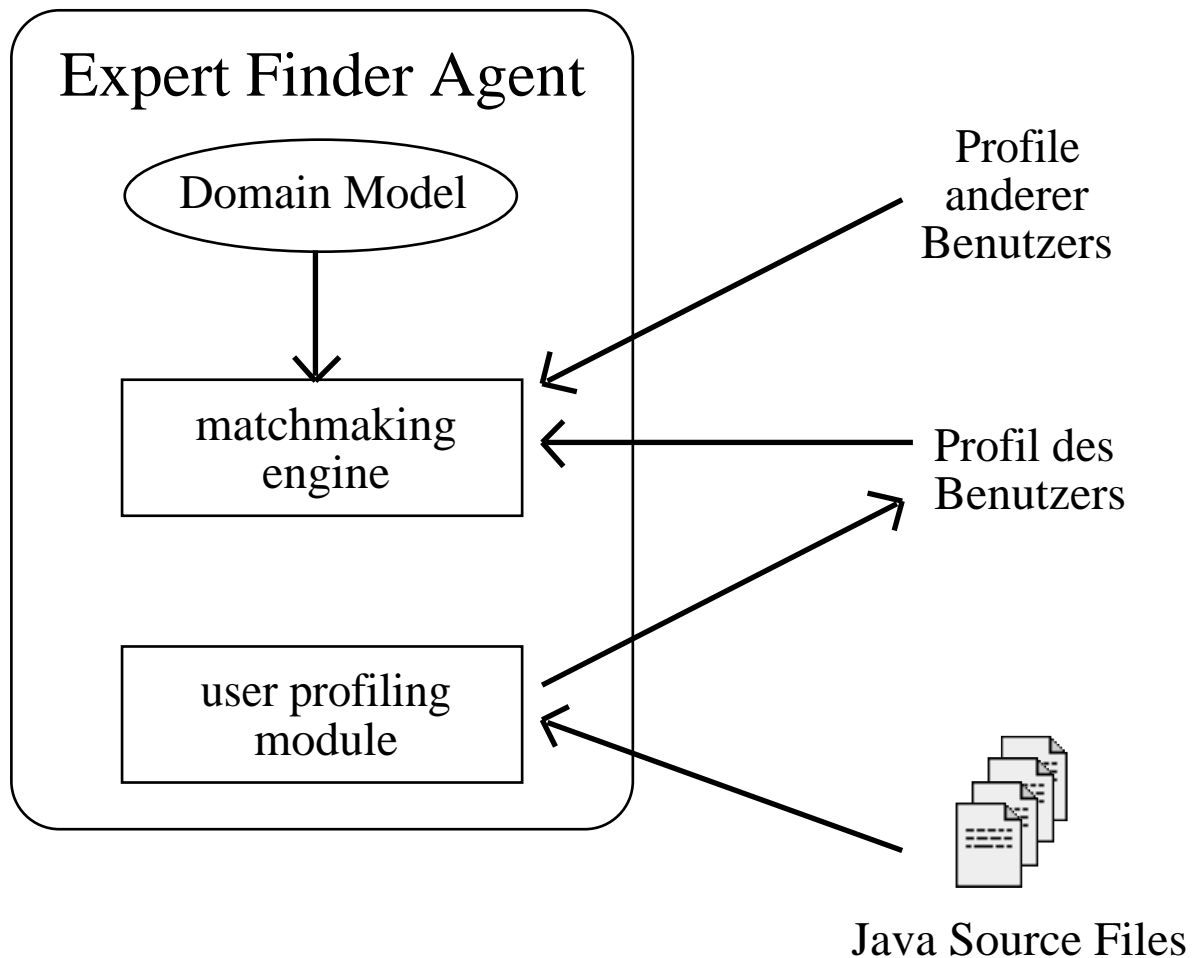 Expert Finder Agent
Domain Model
matchmaking
engine
user profiling
module
Profile
anderer
Benutzers
Profil des
Benutzers
Java Source Files